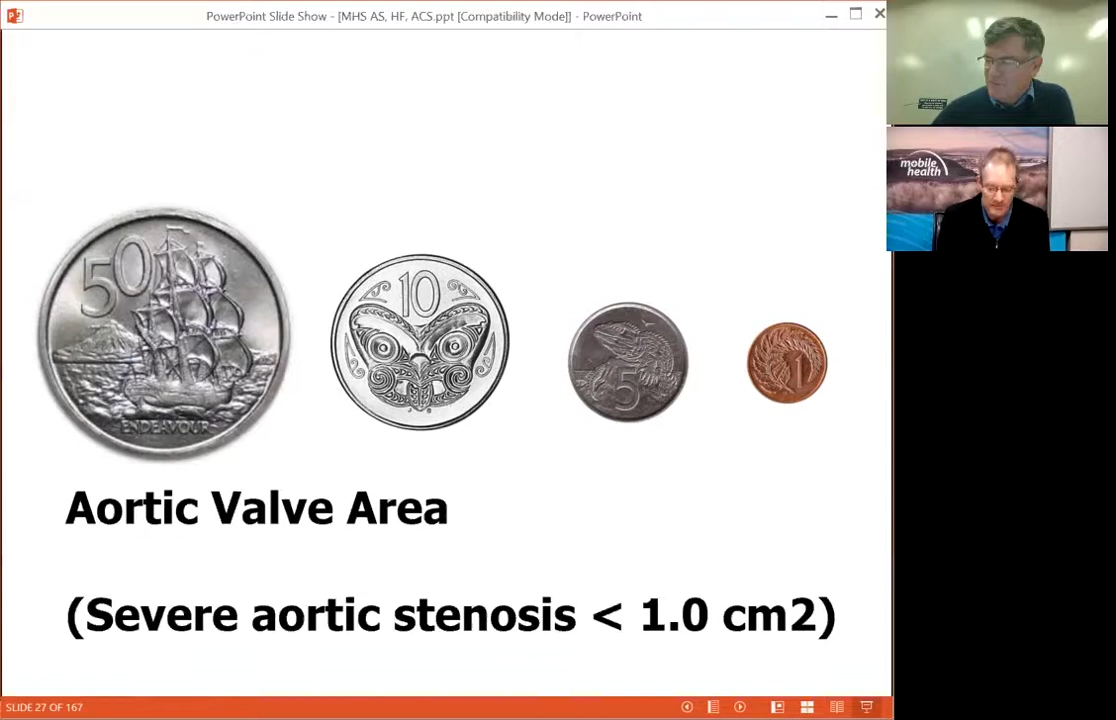 PowerPoint Slide Show - [MHS AS, HF, ACS.ppt [Compatibility Mode]] - PowerPoint
mobile
health
50
10
5
1
ENDEAVOUR
Aortic Valve Area
(Severe aortic stenosis < 1.0 cm2)
SLIDE 27 OF 167